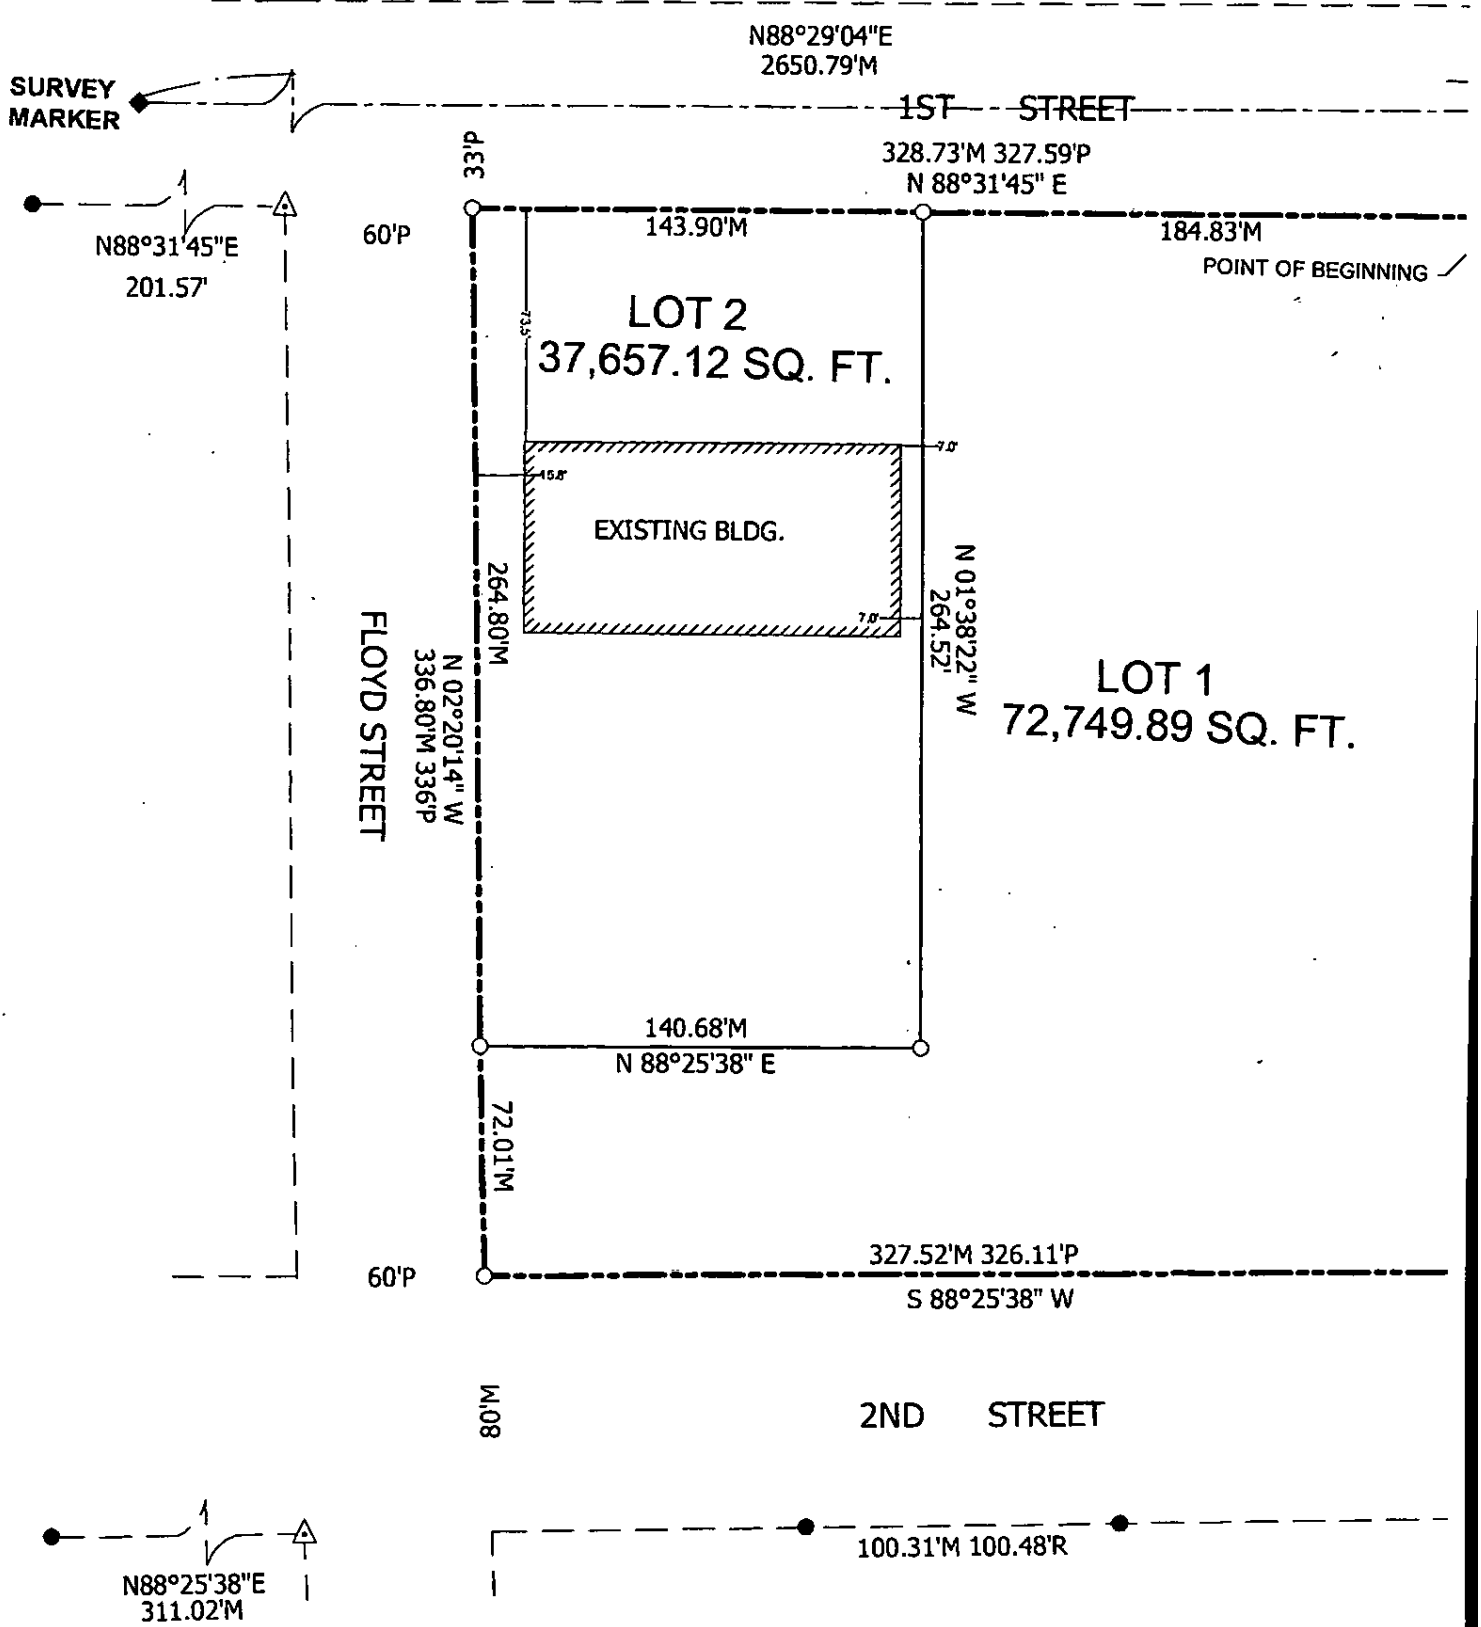 N88°29'04"E
2650.79'M
SURVEY
MARKER
1ST STREET
33'P
328.73'M 327.59'P
N 88°31'45" E
60'P
143.90'M
184.83'M
N88°31'45"E
201.57'
POINT OF BEGINNING
LOT 2
37,657.12 SQ. FT.
73.5'
7.0'
15.8'
EXISTING BLDG.
7.0'
264.80'M
N 01°38'22" W
264.52'
FLOYD STREET
N 02°20'14" W
336.80'M 336'P
LOT 1
72,749.89 SQ. FT.
140.68'M
N 88°25'38" E
72.01'M
60'P
327.52'M 326.11'P
S 88°25'38" W
80'M
2ND STREET
100.31'M 100.48'R
N88°25'38"E
311.02'M